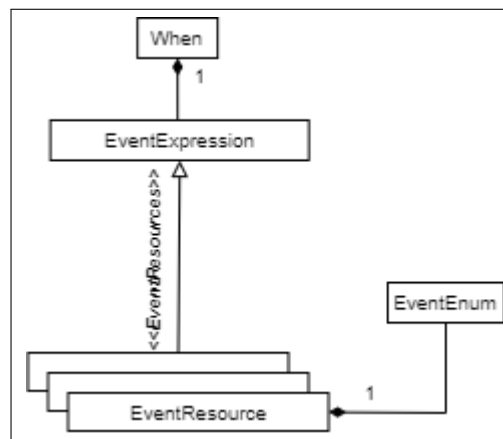 When
1
EventExpression
<<EventResources>>
EventEnum
1
EventResource